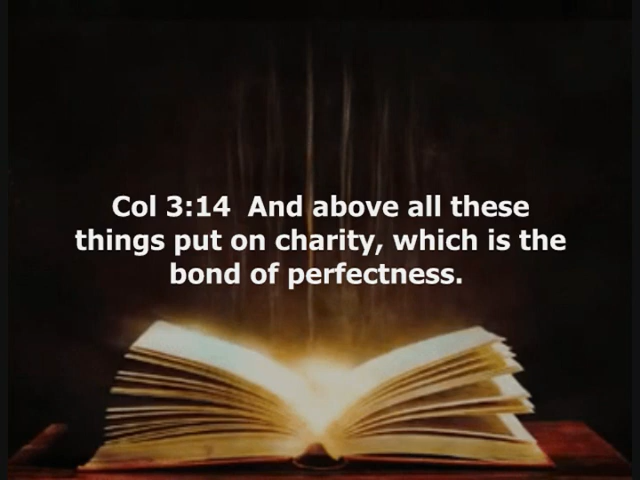 Col 3:14  And above all these
things put on charity, which is the
bond of perfectness.